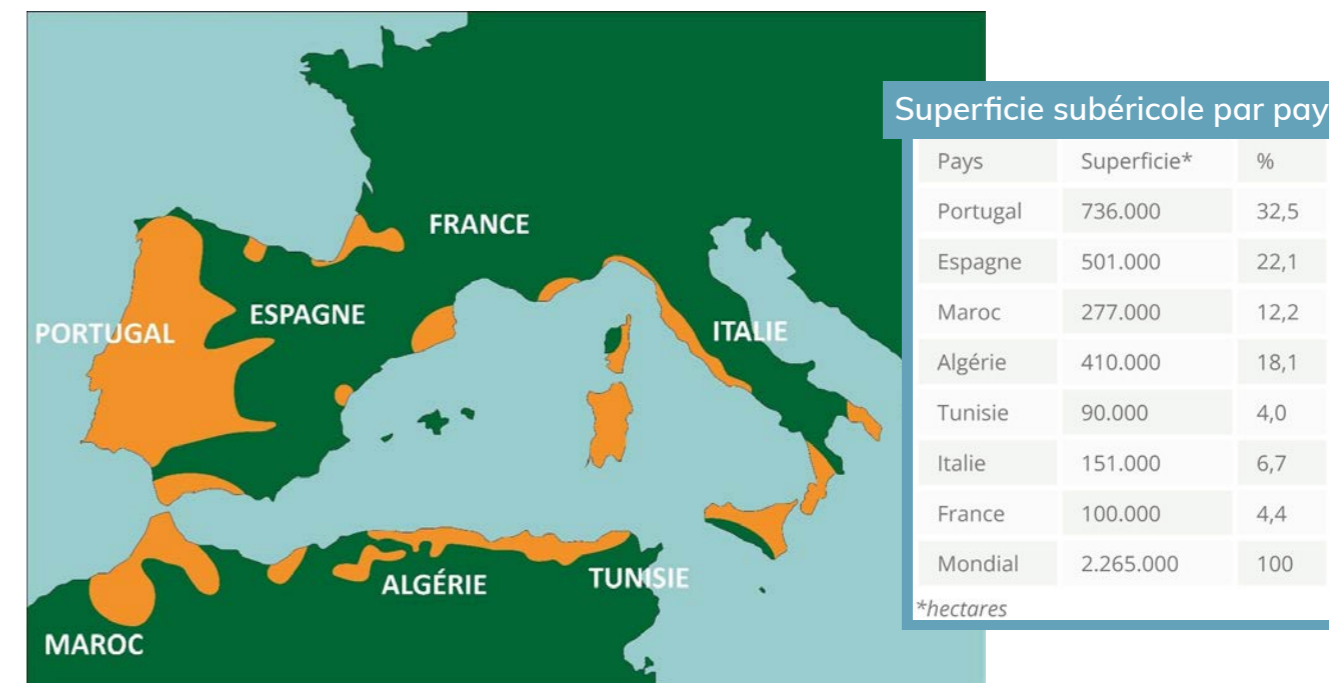 FRANCE
ESPAGNE
PORTUGAL
ITALIE
ALGÉRIE
TUNISIE
MAROC
Superficie subéricole par pay
Pays Superficie* %
Portugal 736.000 32,5
Espagne 501.000 22,1
Maroc 277.000 12,2
Algérie 410.000 18,1
Tunisie 90.000 4,0
Italie 151.000 6,7
France 100.000 4,4
Mondial 2.265.000 100
*hectares